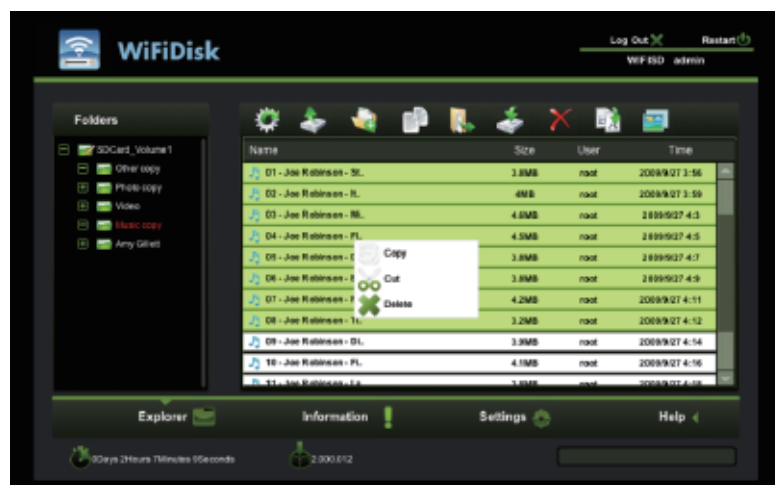 WiFiDisk
Log Out Restart
WIFISD admin
Folders
SDCard_Volume1
Other copy
Photo copy
Video
Music copy
Amy Gillett
Name Size User Time
01 - Joe Robinson - St.. 3.8MB root 2009/9/27 3:56
02 - Joe Robinson - It.. 4MB root 2009/9/27 3:59
03 - Joe Robinson - Mi.. 4.8MB root 2009/9/27 4:3
04 - Joe Robinson - Pi.. 4.5MB root 2009/9/27 4:5
05 - Joe Robinson - 3.8MB root 2009/9/27 4:7
06 - Joe Robinson - 3.8MB root 2009/9/27 4:9
07 - Joe Robinson - 4.2MB root 2009/9/27 4:11
08 - Joe Robinson - 3.2MB root 2009/9/27 4:12
09 - Joe Robinson - Di.. 3.9MB root 2009/9/27 4:14
10 - Joe Robinson - Pi.. 4.1MB root 2009/9/27 4:16
11 - Joe Robinson - La
Copy
Cut
Delete
Explorer Information Settings Help
0Days 2Hours 7Minutes 9Seconds 2.000.012